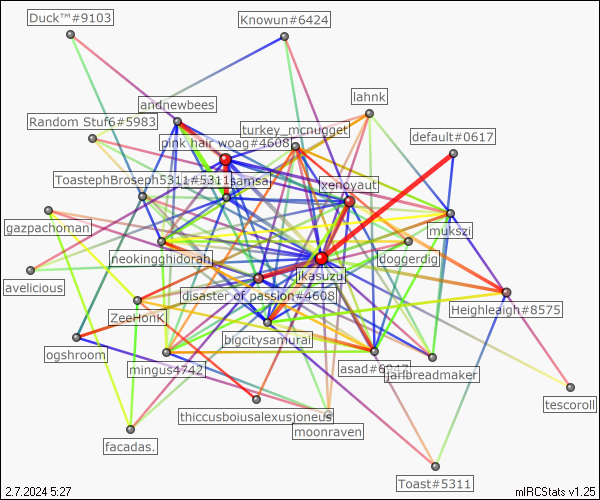 Duck™#9103
Knowun#6424
lahnk
andnewbees
Random Stuf6#5983
turkey_mcnugget
default#0617
pink hair woag#4608
ToastephBroseph5311#5311
samsa
xenoyaut
gazpachoman
mukszi
neokingghidorah
doggerdig
avelicious
ikasuzu
disaster of passion#4608
ZeeHonK
Heighleaigh#8575
bigcitysamurai
ogshroom
mingus4742
jarlbreadmaker
tescoroll
thiccusboiusalexusjoneus
moonraven
facadas.
Toast#5311
2.7.2024 5:27
mIRCStats v1.25